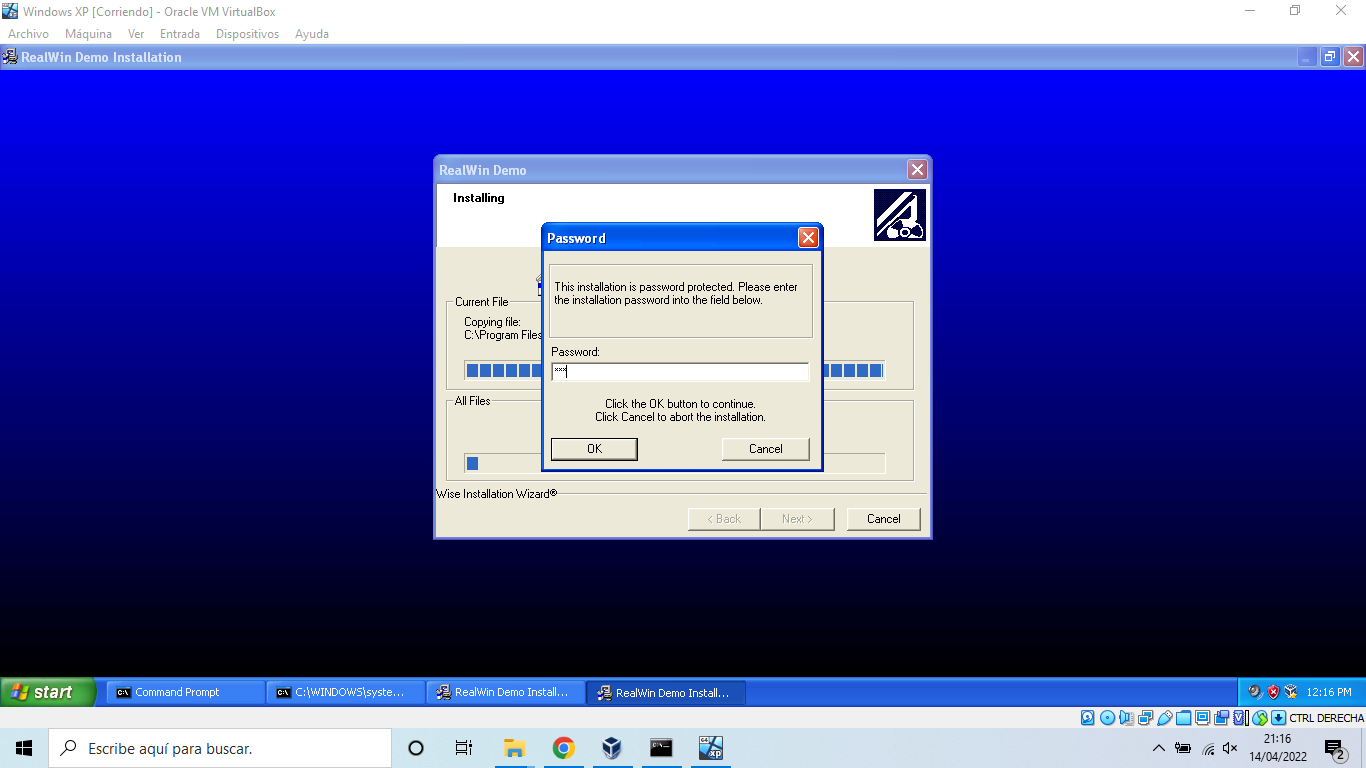 Windows XP [Corriendo] - Oracle VM VirtualBox
Archivo Máquina Ver Entrada Dispositivos Ayuda
RealWin Demo Installation
RealWin Demo
Installing
Password
This installation is password protected. Please enter
the installation password into the field below.
Current File
Copying file:
C:\Program Files
Password:
***
All Files
Click the OK button to continue.
Click Cancel to abort the installation.
OK Cancel
Wise Installation Wizard®
< Back Next > Cancel
start Command Prompt C:\WINDOWS\syste... RealWin Demo Install... RealWin Demo Install... 12:16 PM
CTRL DERECHA
Escribe aquí para buscar.
21:16
14/04/2022
2